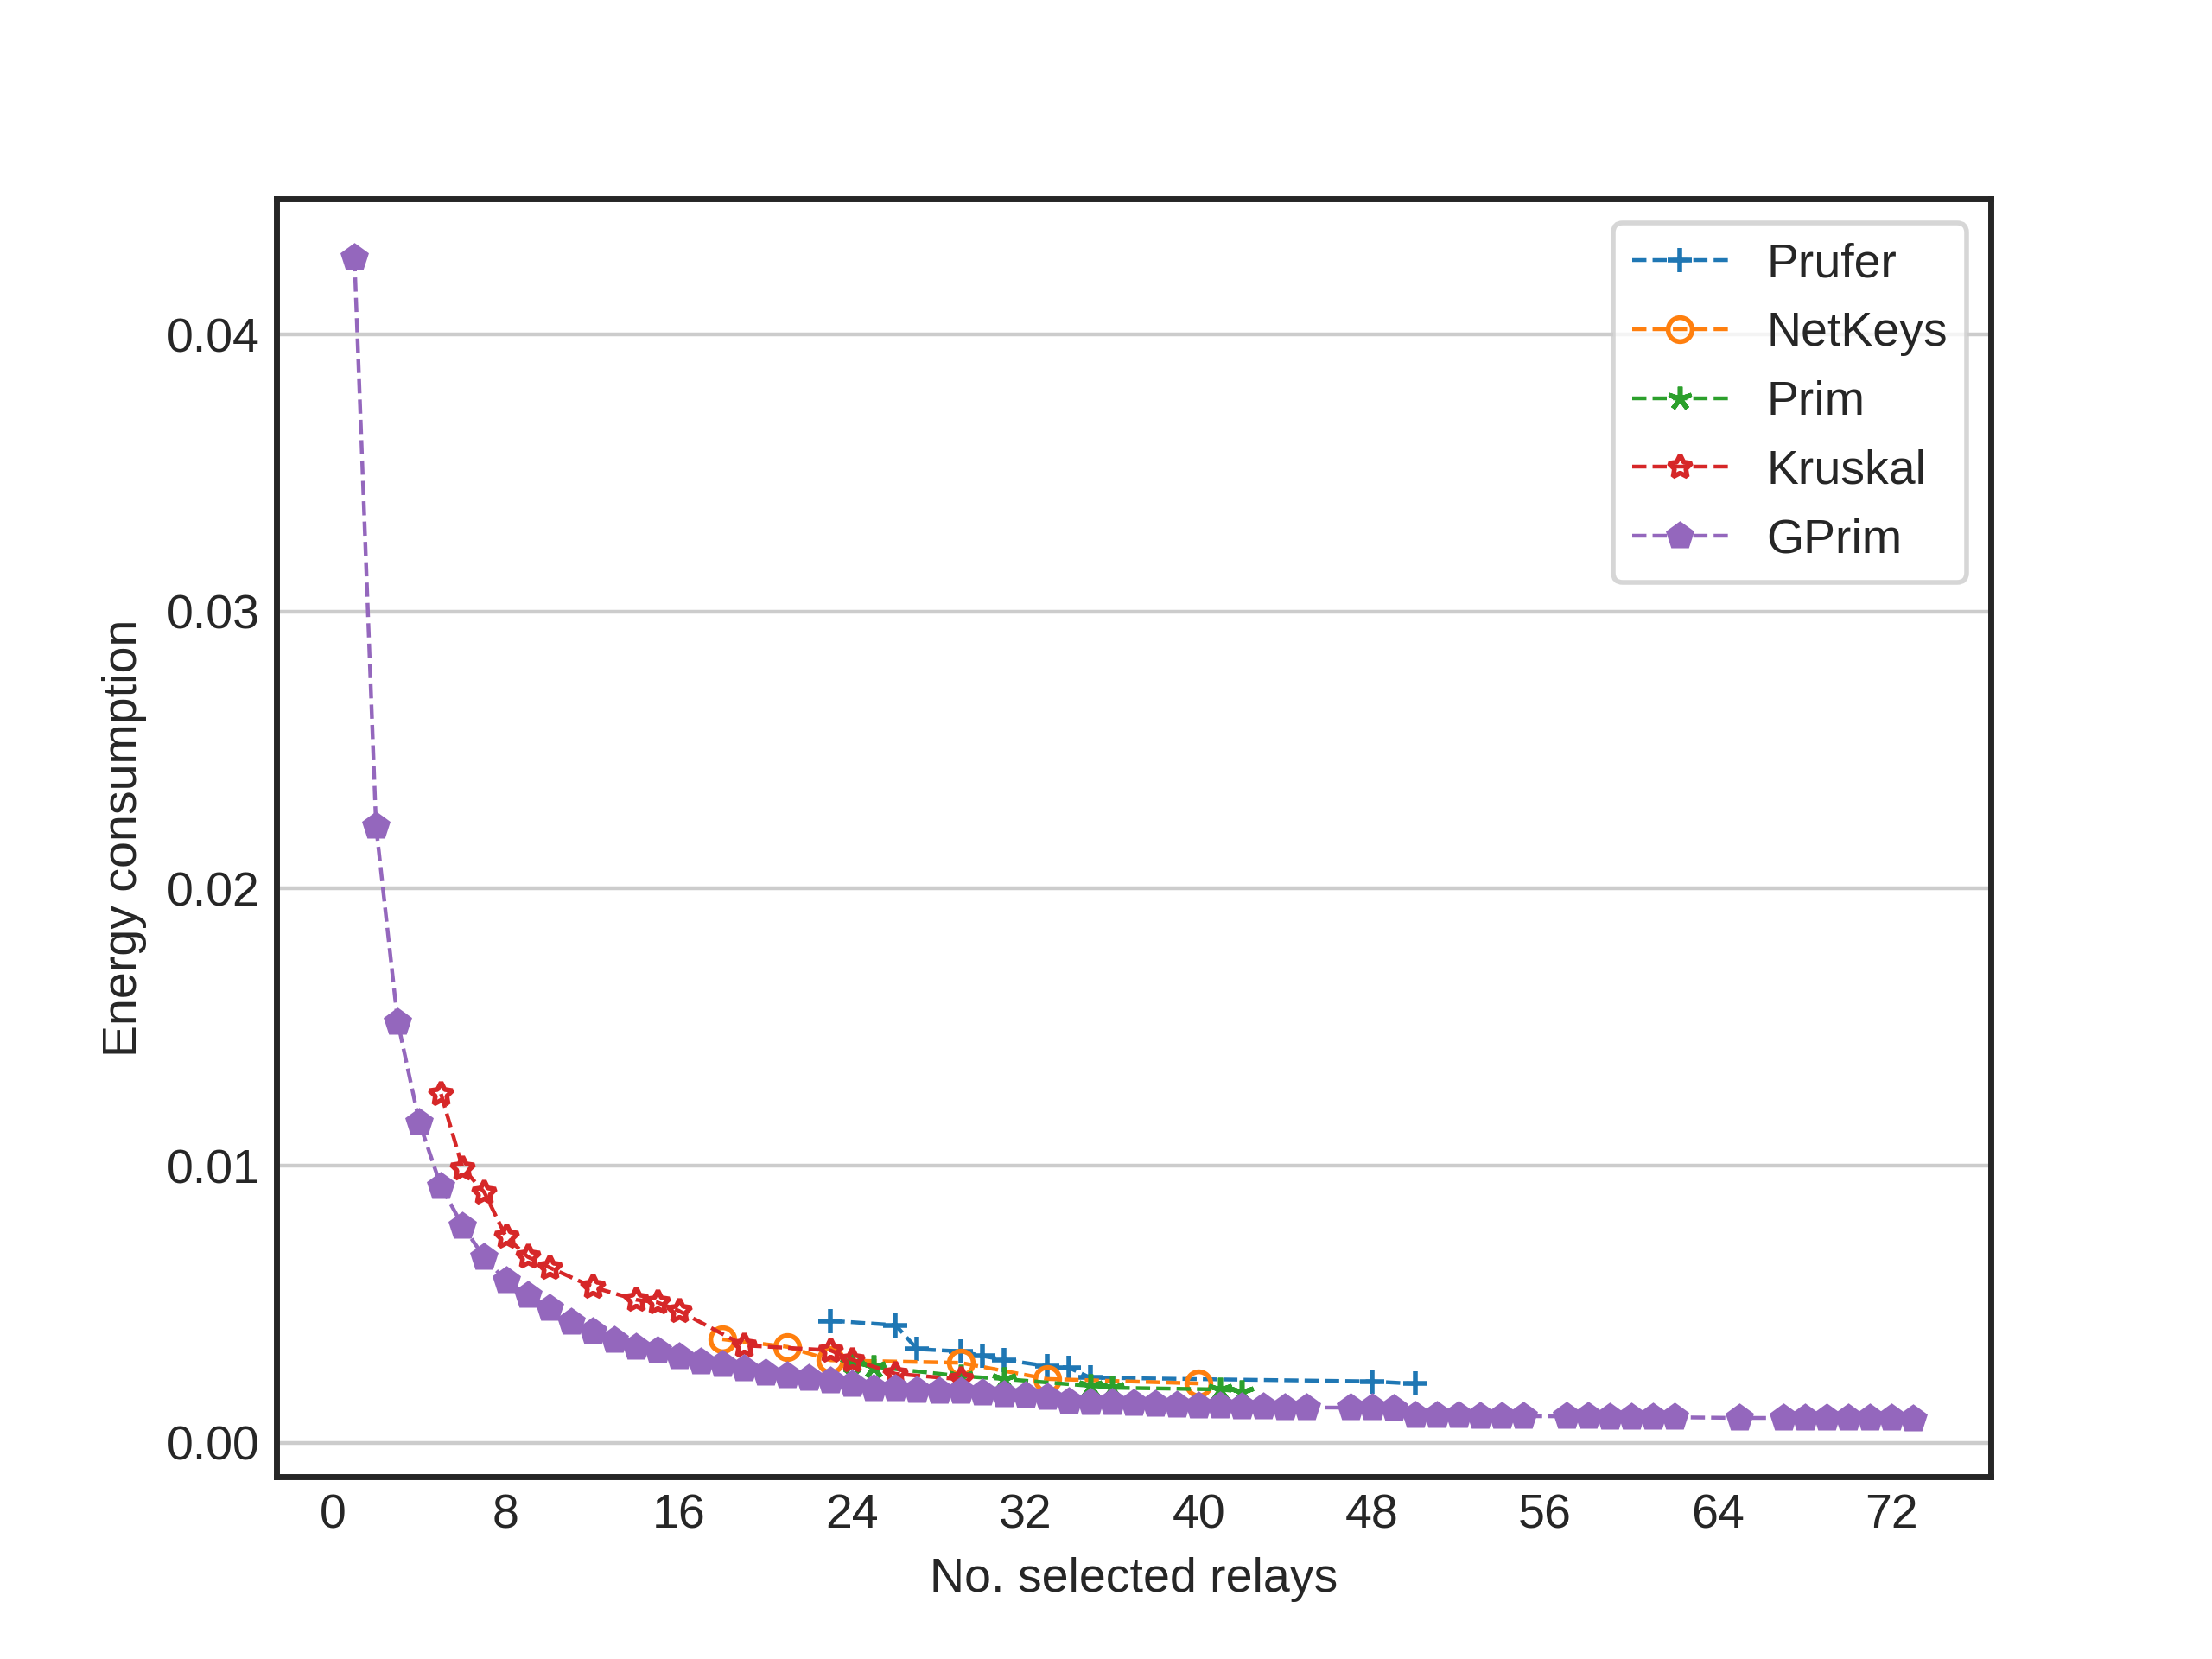 Prufer
NetKeys
Prim
Kruskal
GPrim
Energy consumption
0.04
0.03
0.02
0.01
0.00
0 8 16 24 32 40 48 56 64 72
No. selected relays